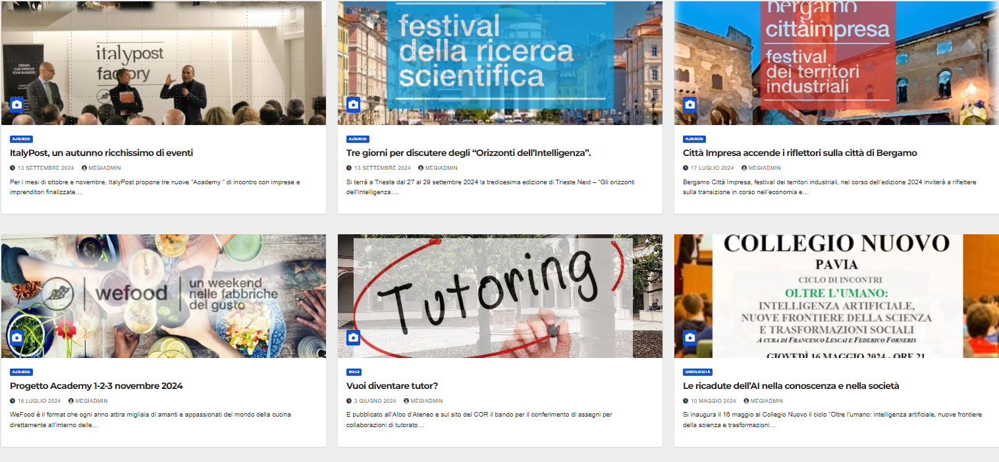 DESIGN
CAN IMPROVE
YOUR BUSINESS.
italypost
factory
AZIENDE
ItalyPost, un autunno ricchissimo di eventi
13 SETTEMBRE 2024 MEGIADMIN
Per i mesi di ottobre e novembre, ItalyPost propone tre nuove “Academy ” di incontro con imprese e
imprenditori finalizzate…
festival
della ricerca
scientifica
AZIENDE
Tre giorni per discutere degli “Orizzonti dell’Intelligenza”.
13 SETTEMBRE 2024 MEGIADMIN
Si terrà a Trieste dal 27 al 29 settembre 2024 la tredicesima edizione di Trieste Next – “Gli orizzonti
dell’intelligenza.…
bergamo
cittàimpresa
festival
dei territori
industriali
AZIENDE
Città Impresa accende i riflettori sulla città di Bergamo
17 LUGLIO 2024 MEGIADMIN
Bergamo Città Impresa, festival dei territori industriali, nel corso dell’edizione 2024 inviterà a riflettere
sulla transizione in corso nell’economia e…
wefood
un weekend
nelle fabbriche
del gusto
AZIENDE
Progetto Academy 1-2-3 novembre 2024
16 LUGLIO 2024 MEGIADMIN
WeFood è il format che ogni anno attira migliaia di amanti e appassionati del mondo della cucina
direttamente all’interno delle…
Tutoring
MEGI
Vuoi diventare tutor?
3 GIUGNO 2024 MEGIADMIN
E pubblicato all’Albo d’Ateneo e sul sito del COR il bando per il conferimento di assegni per
collaborazioni di tutorato…
COLLEGIO NUOVO
PAVIA
CICLO DI INCONTRI
OLTRE L’UMANO:
INTELLIGENZA ARTIFICIALE,
NUOVE FRONTIERE DELLA SCIENZA
E TRASFORMAZIONI SOCIALI
A CURA DI FRANCESCO LESCAI E FEDERICO FORNERIS
GIOVEDÌ 16 MAGGIO 2024 - ORE 21
UNIVERSITÀ
Le ricadute dell’AI nella conoscenza e nella società
10 MAGGIO 2024 MEGIADMIN
Si inaugura il 16 maggio al Collegio Nuovo il ciclo “Oltre l’umano: intelligenza artificiale, nuove frontiere
della scienza e trasformazioni…